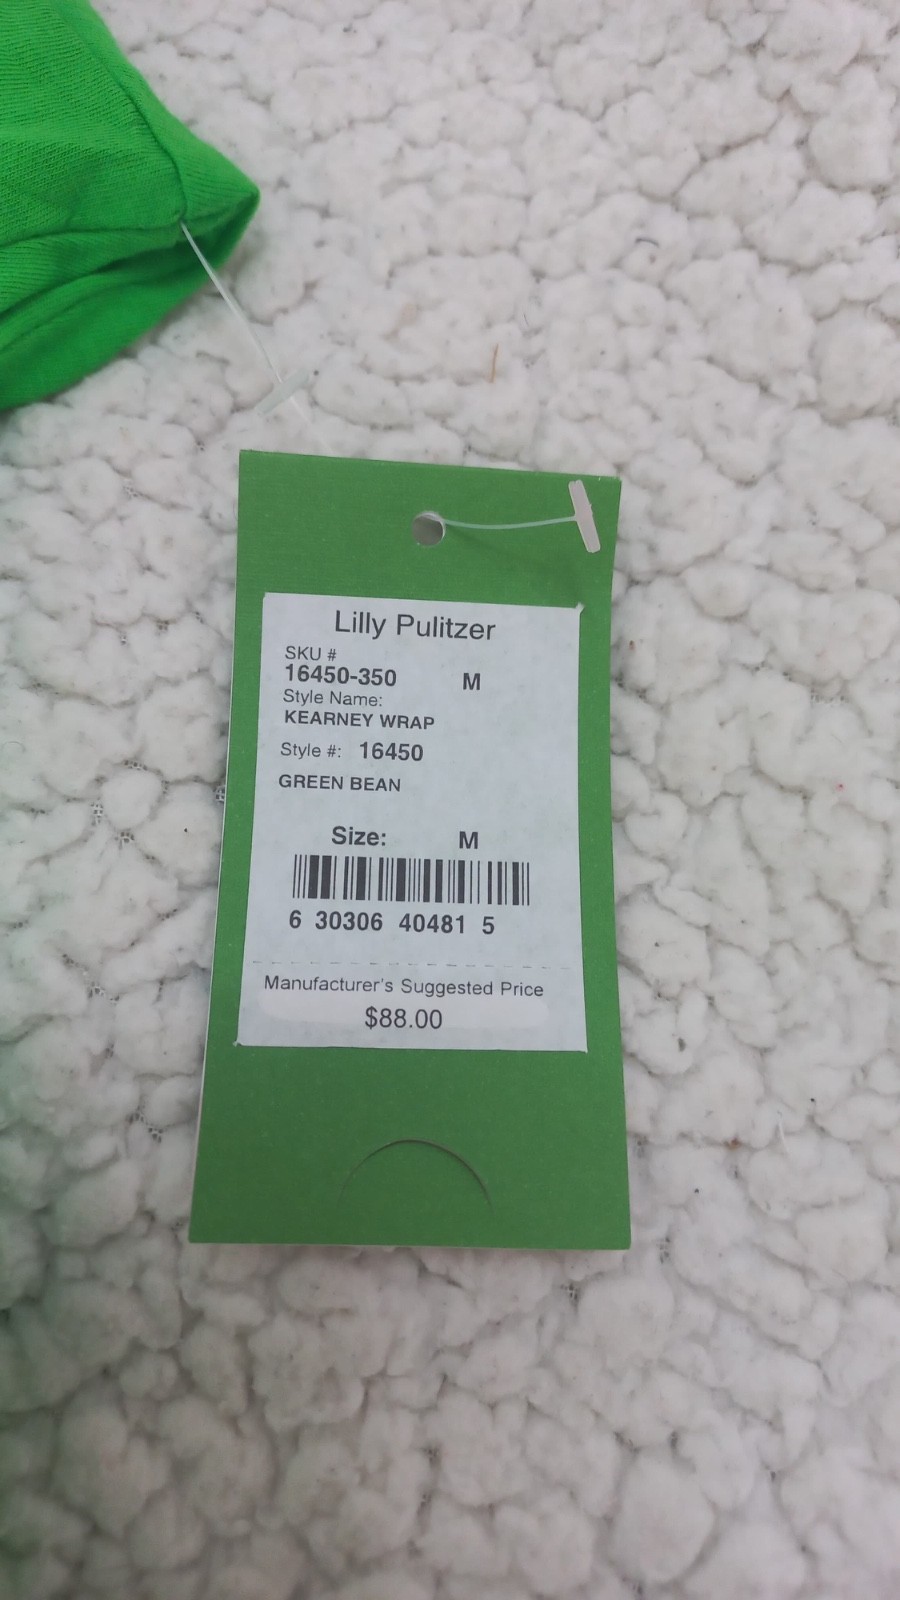 Lilly Pulitzer
SKU #
16450-350 M
Style Name:
KEARNEY WRAP
Style #: 16450
GREEN BEAN
Size: M
6 30306 40481 5
Manufacturer's Suggested Price
$88.00